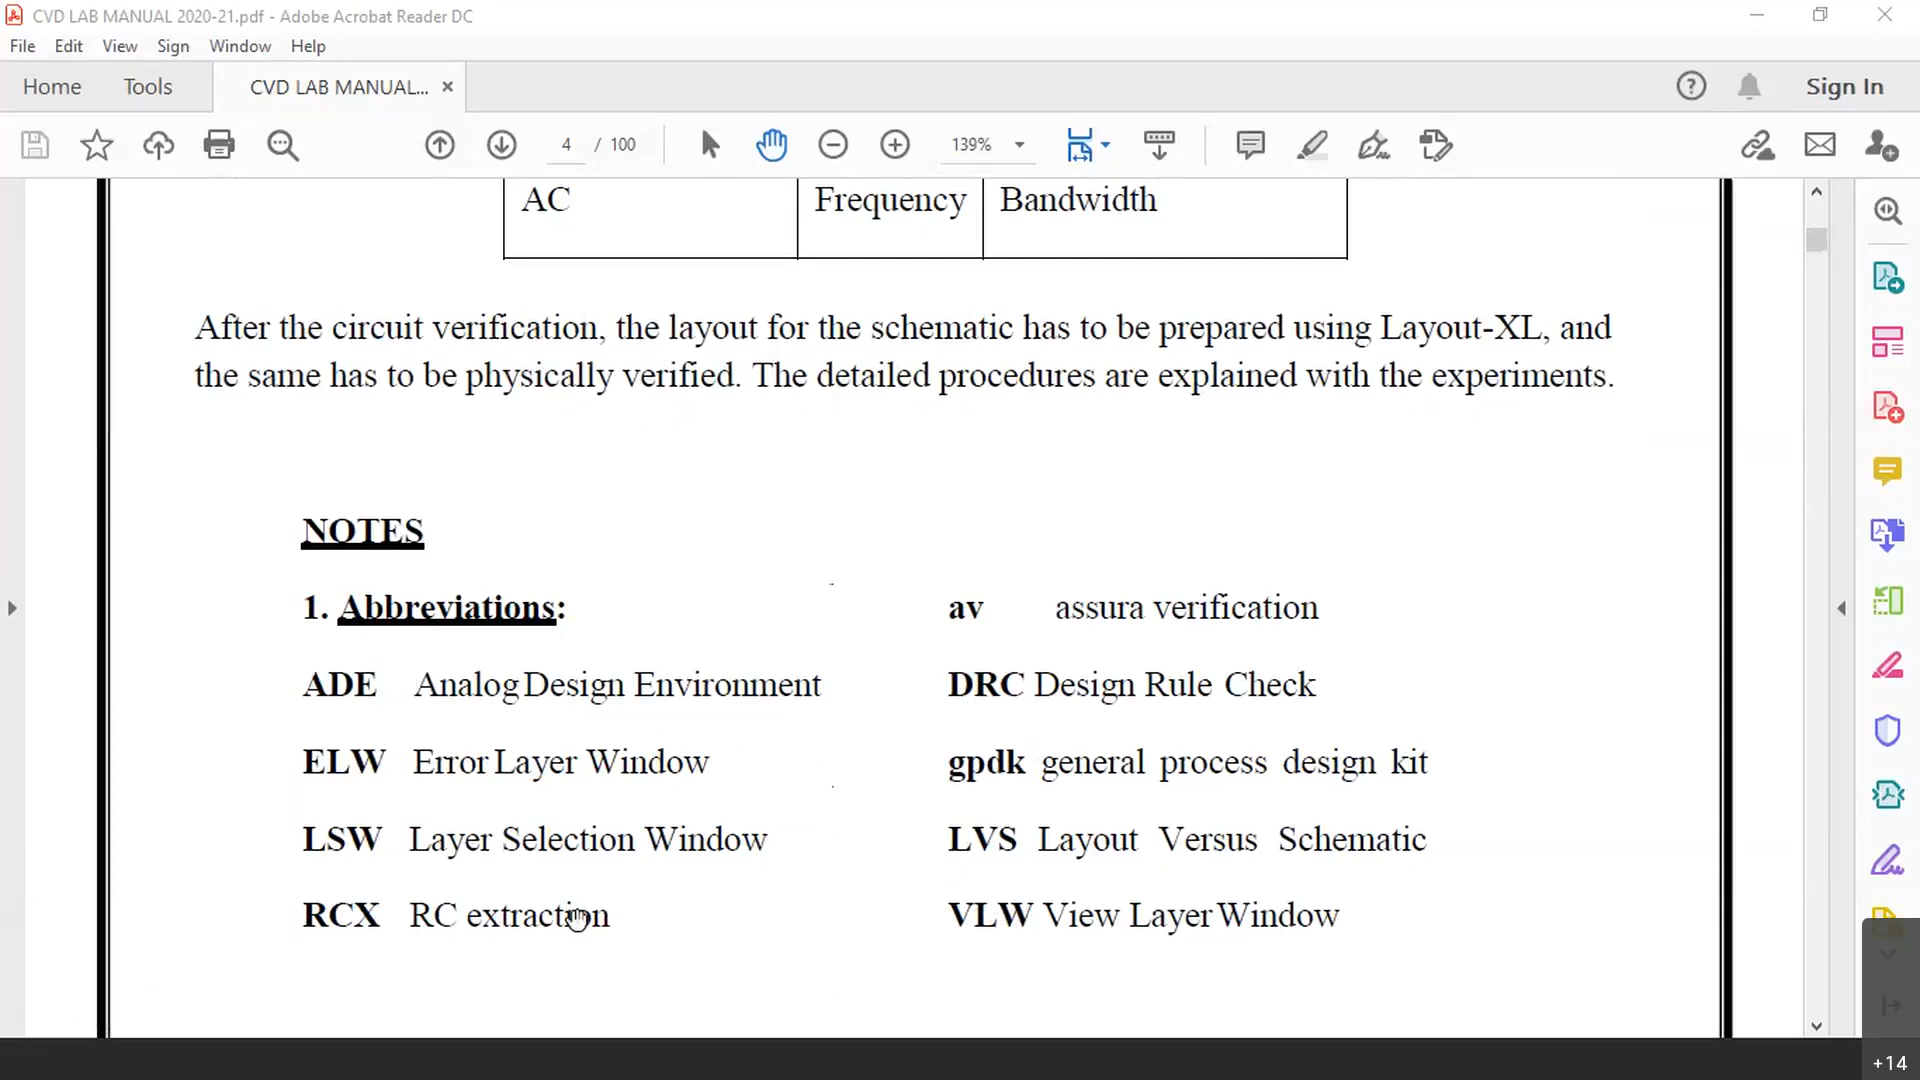 CVD LAB MANUAL 2020-21.pdf - Adobe Acrobat Reader DC
File Edit View Sign Window Help
Home Tools CVD LAB MANUAL... × Sign In
4 / 100 139%
AC Frequency Bandwidth
After the circuit verification, the layout for the schematic has to be prepared using Layout-XL, and
the same has to be physically verified. The detailed procedures are explained with the experiments.
NOTES
1. Abbreviations: av assura verification
ADE Analog Design Environment DRC Design Rule Check
ELW Error Layer Window gpdk general process design kit
LSW Layer Selection Window LVS Layout Versus Schematic
RCX RC extraction VLW View Layer Window
+14